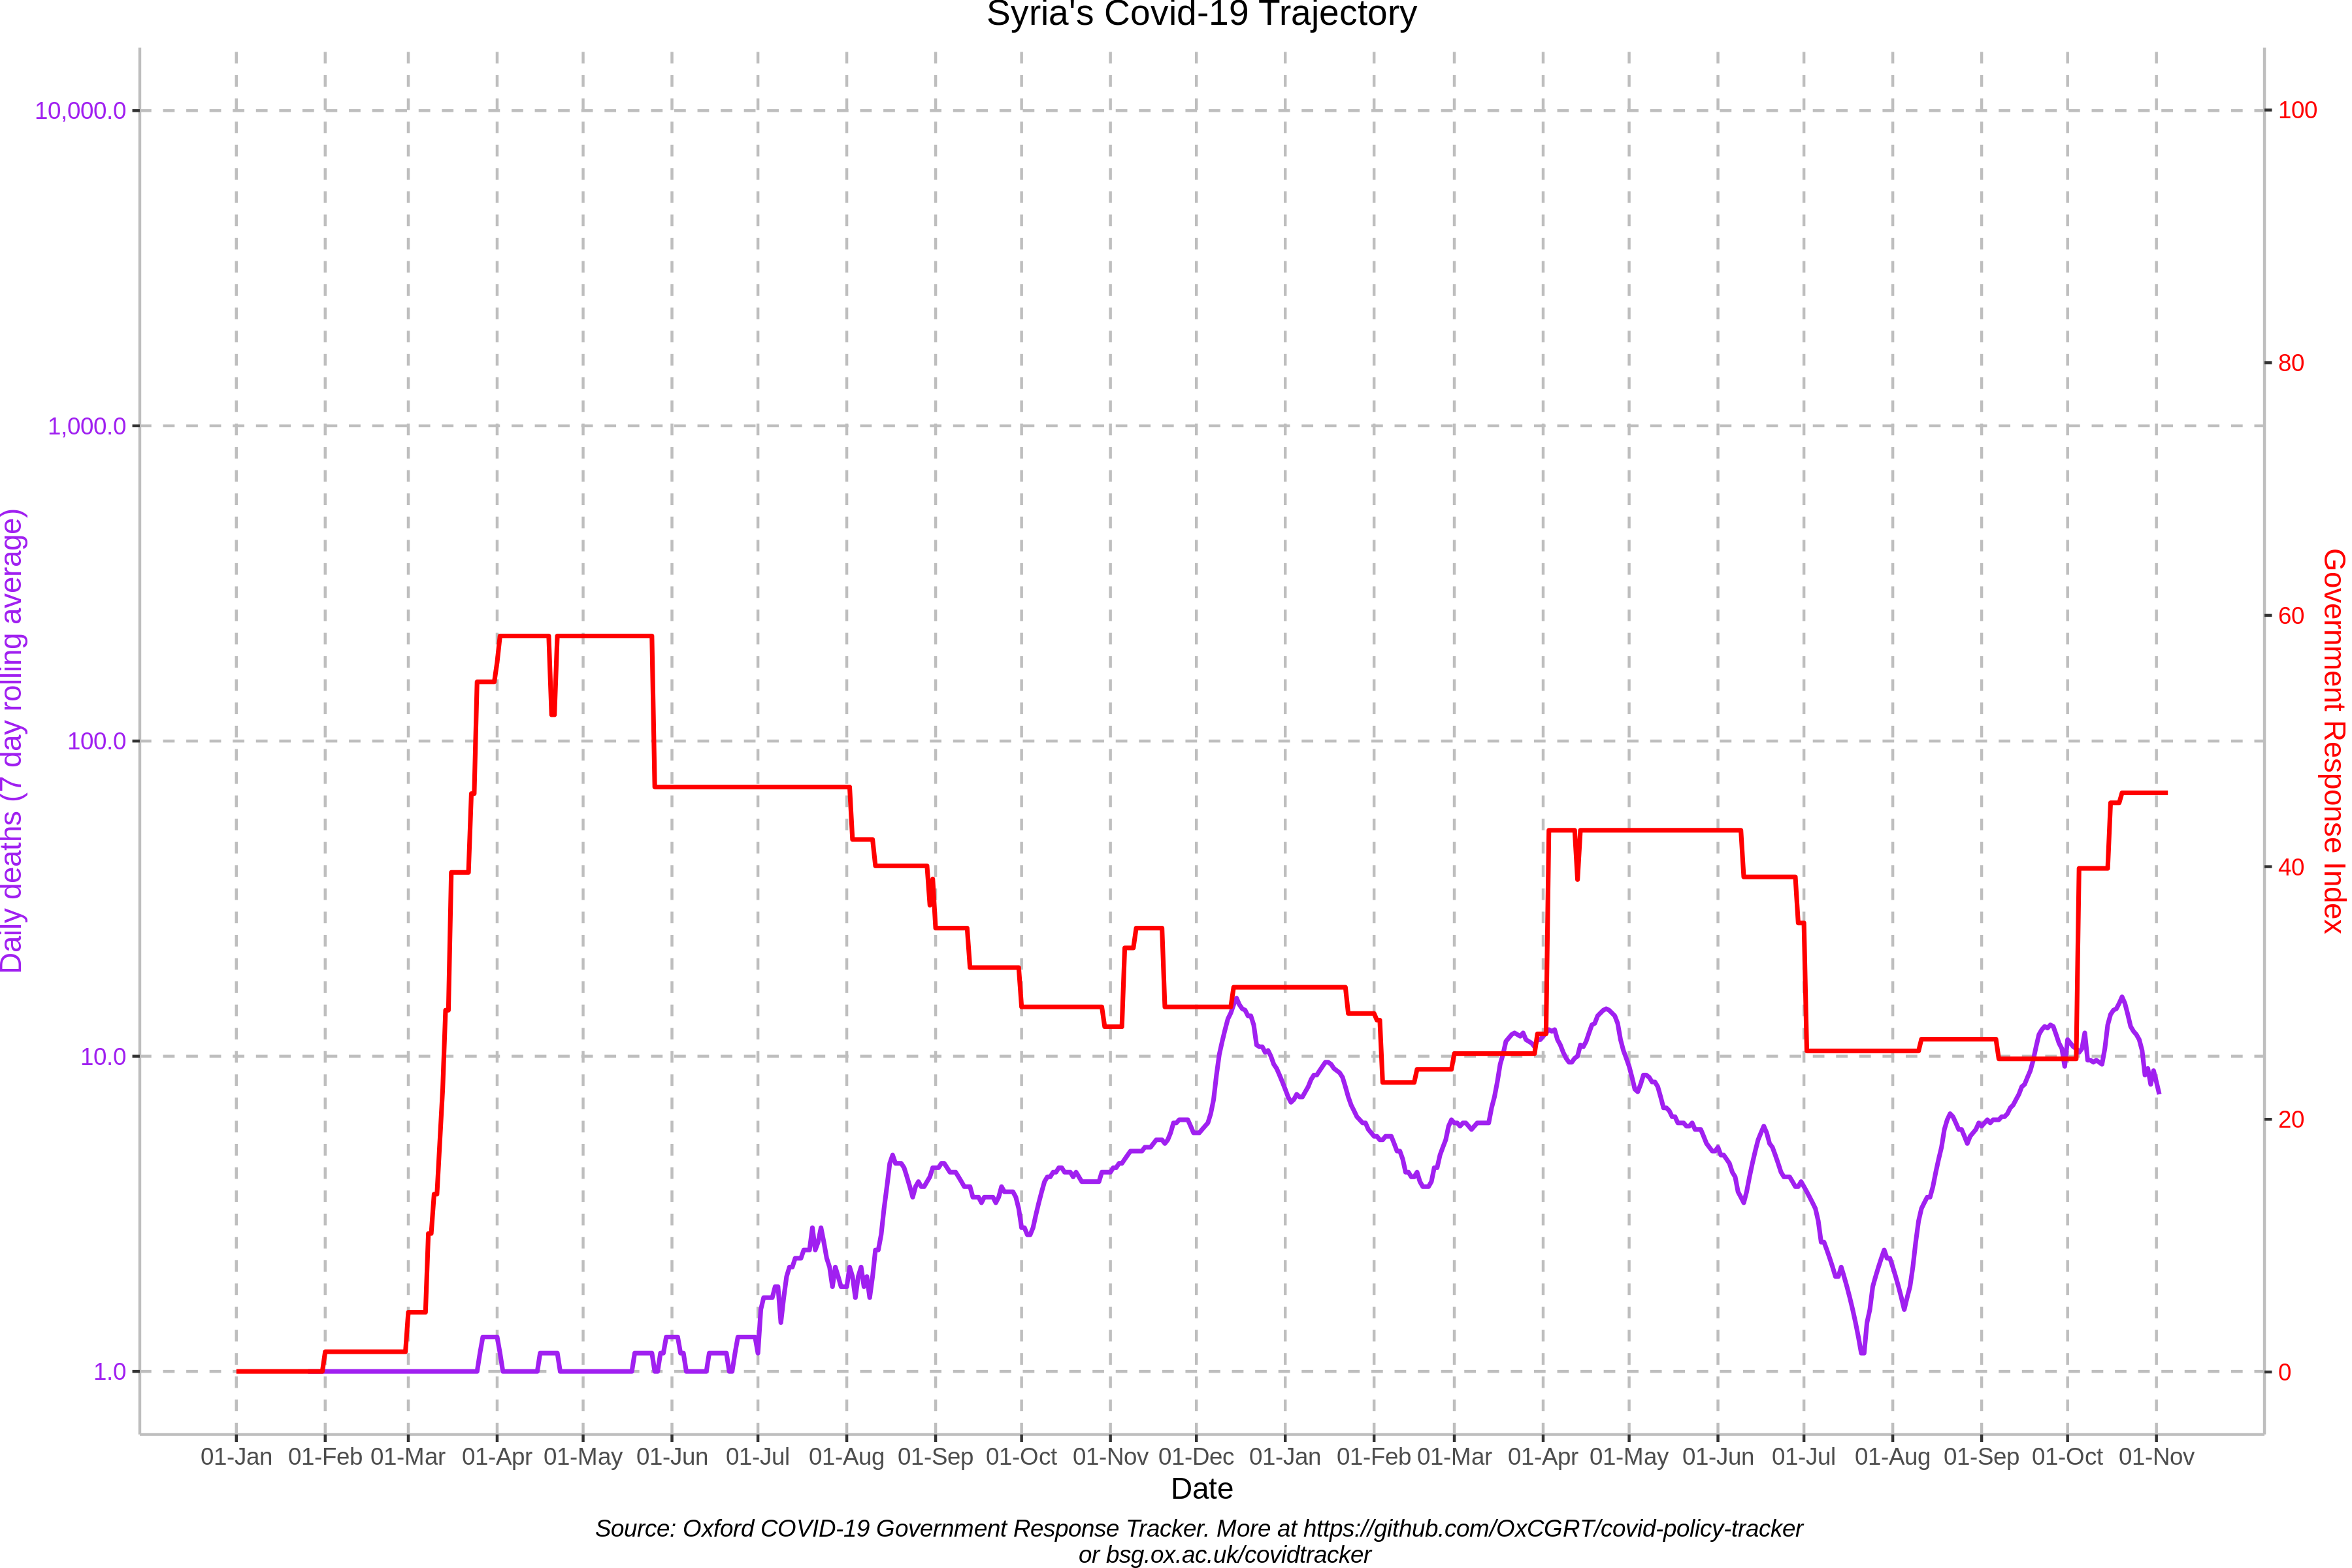 Syria's Covid-19 Trajectory
10,000.0
1,000.0
100.0
10.0
1.0
Daily deaths (7 day rolling average)
100
80
60
40
20
0
Government Response Index
01-Jan 01-Feb 01-Mar 01-Apr 01-May 01-Jun 01-Jul 01-Aug 01-Sep 01-Oct 01-Nov 01-Dec 01-Jan 01-Feb 01-Mar 01-Apr 01-May 01-Jun 01-Jul 01-Aug 01-Sep 01-Oct 01-Nov
Date
Source: Oxford COVID-19 Government Response Tracker. More at https://github.com/OxCGRT/covid-policy-tracker
or bsg.ox.ac.uk/covidtracker